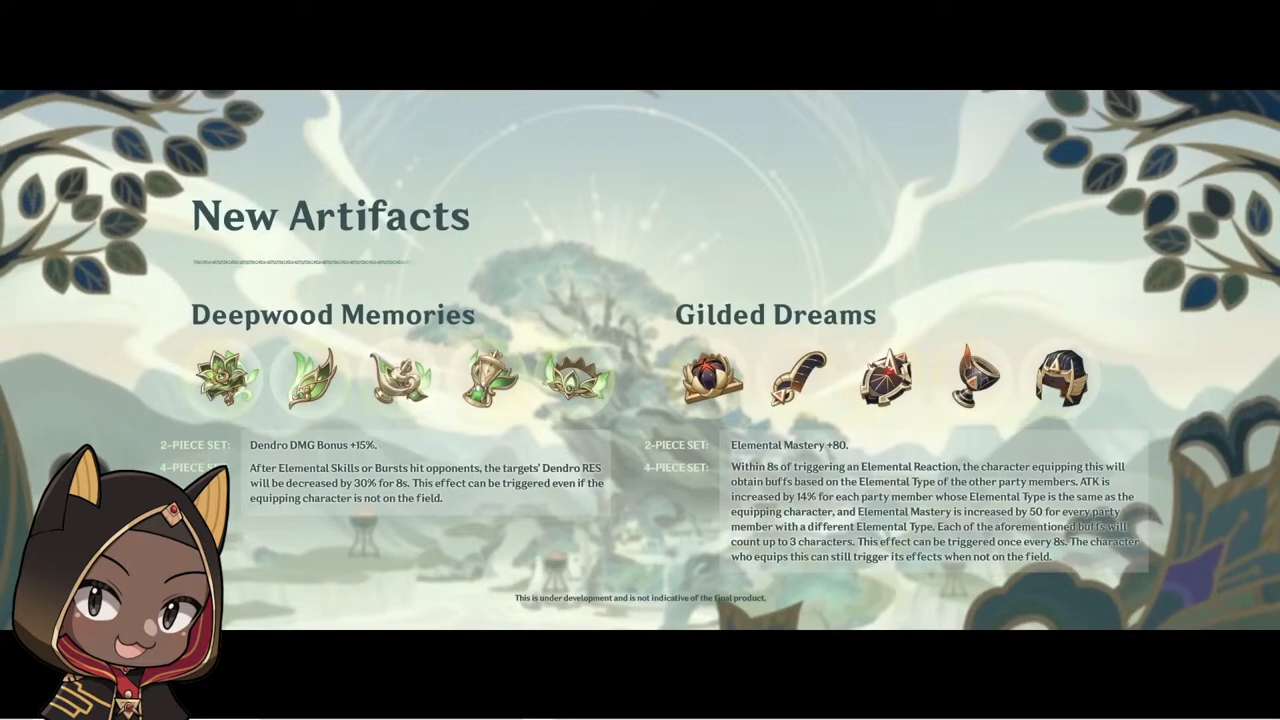 New Artifacts
Deepwood Memories
2-PIECE SET: Dendro DMG Bonus +15%.
4-PIECE SET: After Elemental Skills or Bursts hit opponents, the targets' Dendro RES
will be decreased by 30% for 8s. This effect can be triggered even if the
equipping character is not on the field.
Gilded Dreams
2-PIECE SET: Elemental Mastery +80.
4-PIECE SET: Within 8s of triggering an Elemental Reaction, the character equipping this will
obtain buffs based on the Elemental Type of the other party members. ATK is
increased by 14% for each party member whose Elemental Type is the same as the
equipping character, and Elemental Mastery is increased by 50 for every party
member with a different Elemental Type. Each of the aforementioned buffs will
count up to 3 characters. This effect can be triggered once every 8s. The character
who equips this can still trigger its effects when not on the field.
This is under development and is not indicative of the final product.